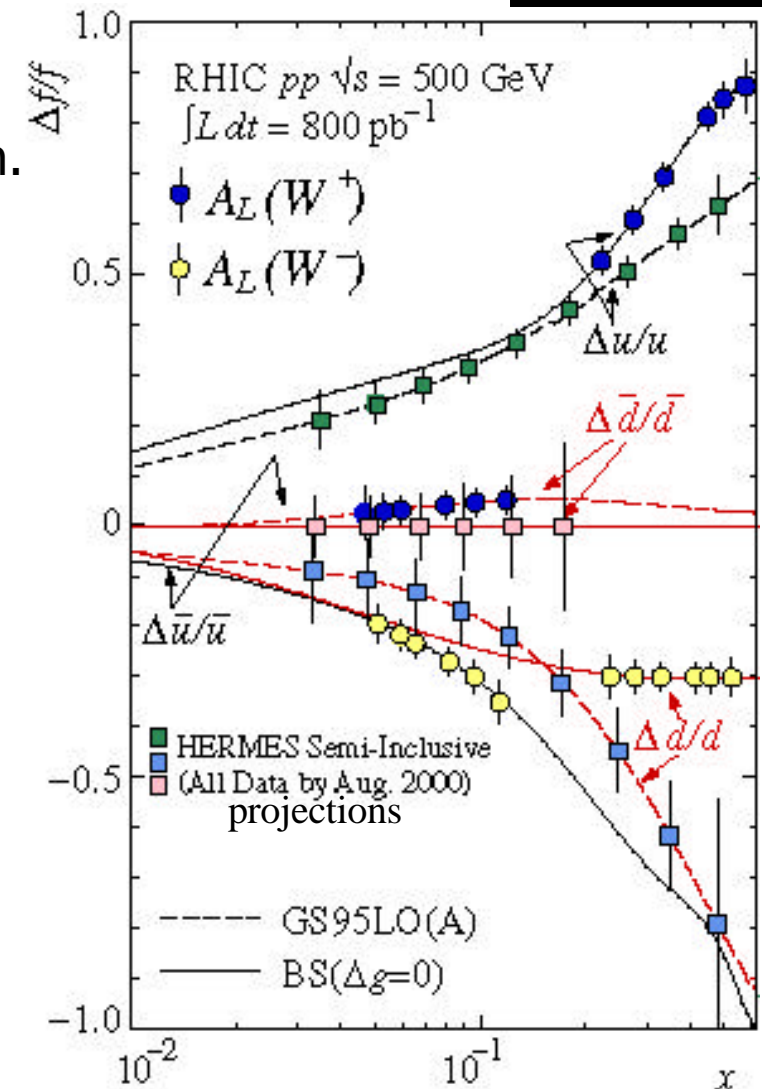 1.0
Δf/f
RHIC pp √s = 500 GeV
∫L dt = 800 pb⁻¹
n.
A_L(W⁺)
A_L(W⁻)
0.5
Δu/u
Δd̅/d̅
0
Δu̅/u̅
Δd/d
−0.5
HERMES Semi-Inclusive
(All Data by Aug. 2000)
projections
GS95LO(A)
BS(Δg=0)
−1.0
10⁻²
10⁻¹
x